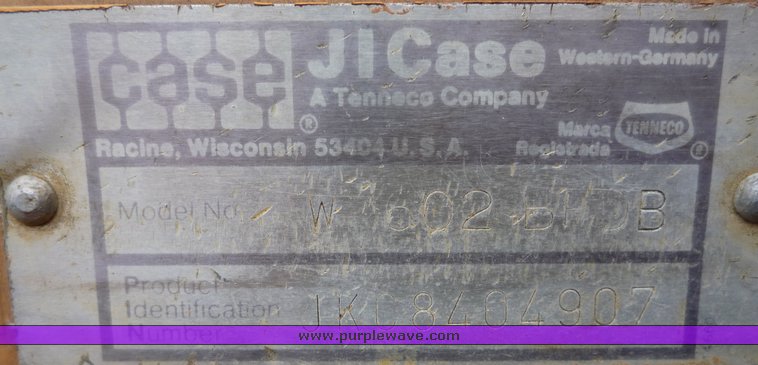 case
JI Case
Made in
Western-Germany
A Tenneco Company
®
Racine, Wisconsin 53404 U.S.A.
Marca
Registrada
TENNECO
®
Model No.
Product
Identification
Number
8404907
www.purplewave.com